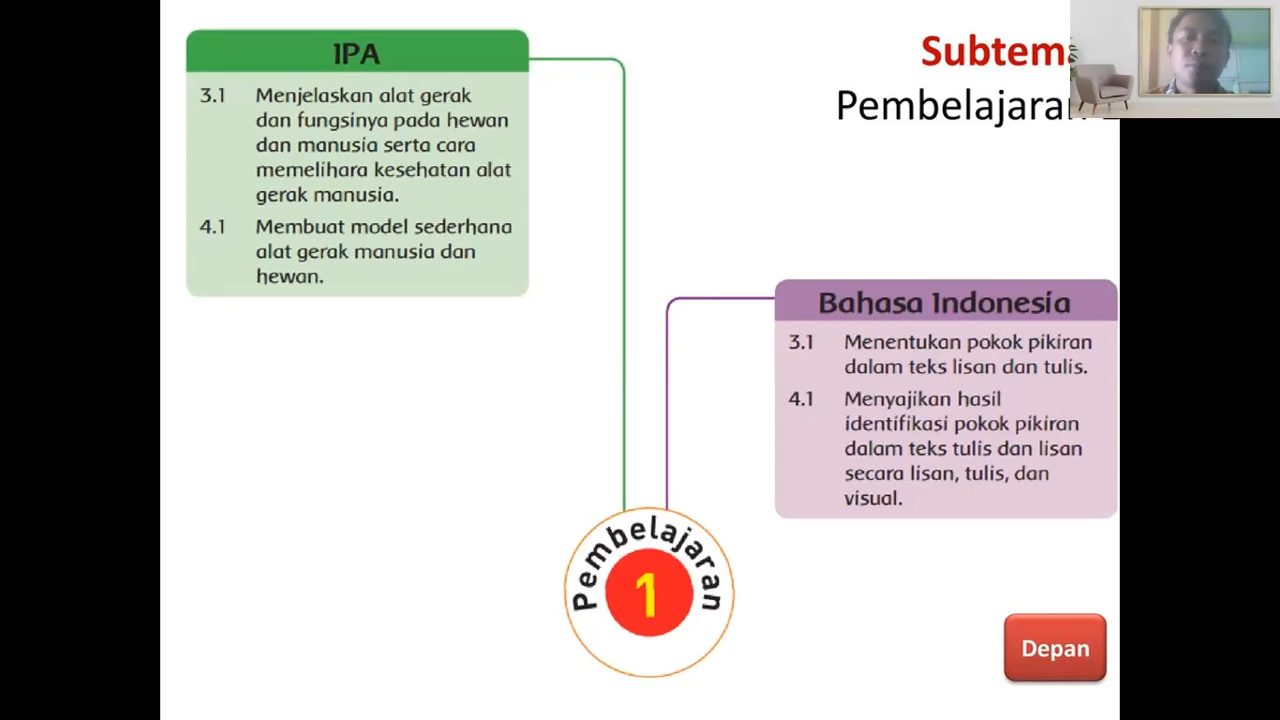 IPA
3.1 Menjelaskan alat gerak
dan fungsinya pada hewan
dan manusia serta cara
memelihara kesehatan alat
gerak manusia.
4.1 Membuat model sederhana
alat gerak manusia dan
hewan.
Subtema
Pembelajaran
Bahasa Indonesia
3.1 Menentukan pokok pikiran
dalam teks lisan dan tulis.
4.1 Menyajikan hasil
identifikasi pokok pikiran
dalam teks tulis dan lisan
secara lisan, tulis, dan
visual.
Pembelajaran
1
Depan